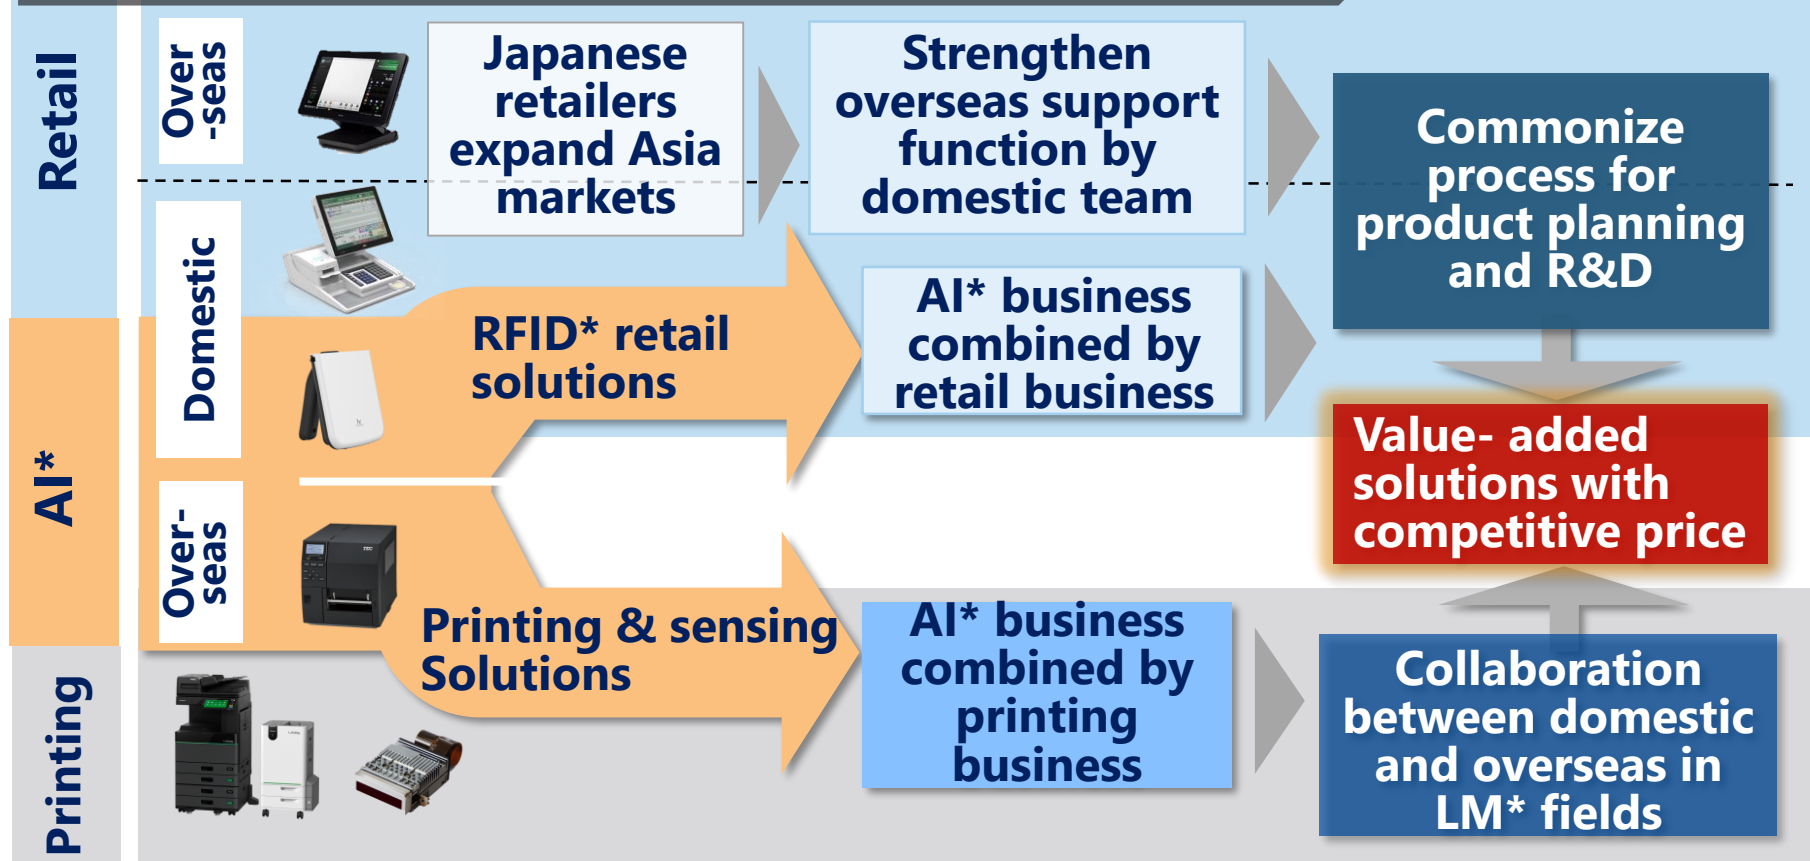 Retail
Over
-seas
Japanese
retailers
expand Asia
markets
Strengthen
overseas support
function by
domestic team
Commonize
process for
product planning
and R&D
Domestic
RFID* retail
solutions
AI* business
combined by
retail business
AI*
Value- added
solutions with
competitive price
Over-
seas
TEC
Printing & sensing
Solutions
AI* business
combined by
printing
business
Printing
Collaboration
between domestic
and overseas in
LM* fields